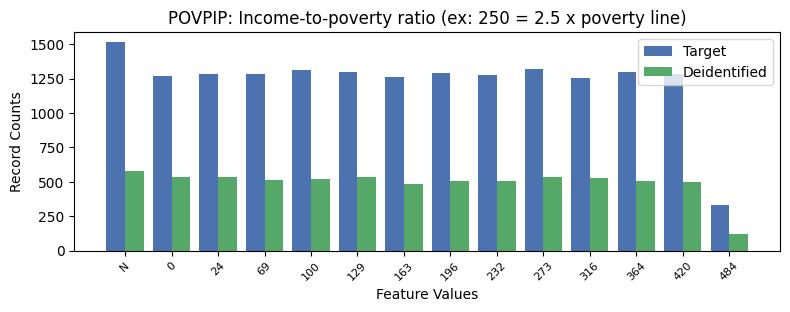 POVPIP: Income-to-poverty ratio (ex: 250 = 2.5 x poverty line)
Target
Deidentified
Record Counts
1500
1250
1000
750
500
250
0
N 0 24 69 100 129 163 196 232 273 316 364 420 484
Feature Values